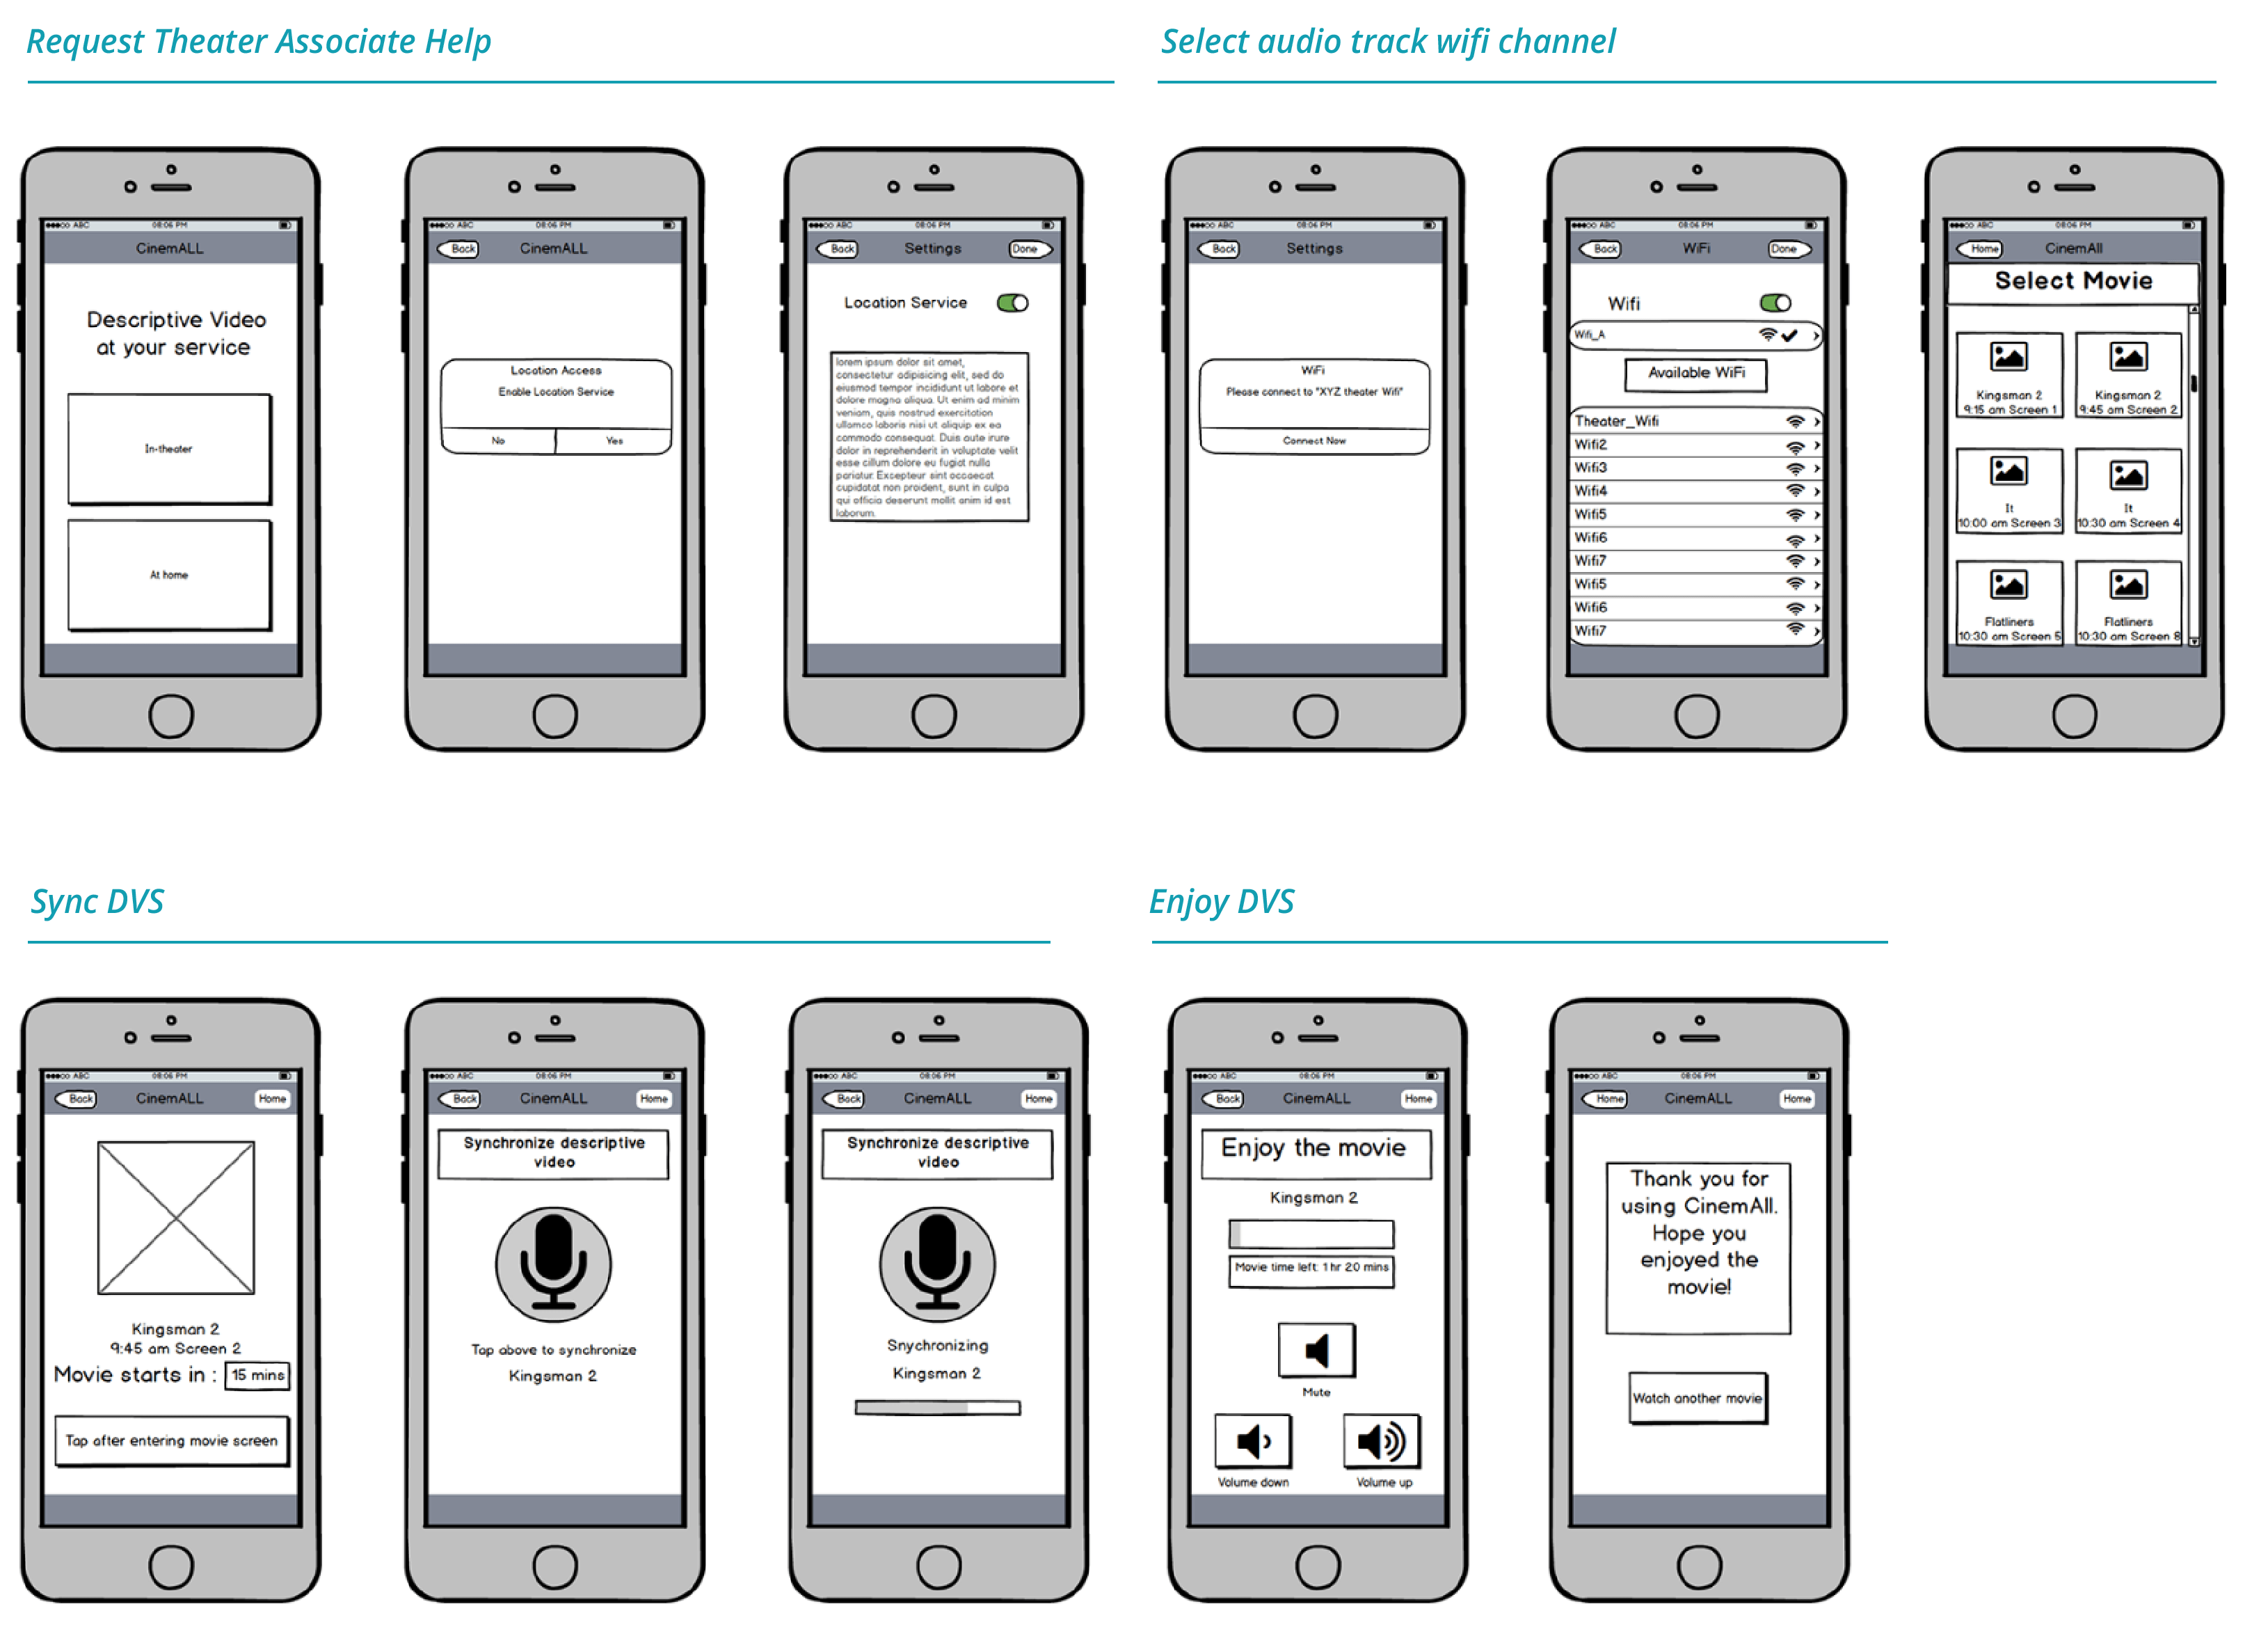 Request Theater Associate Help
Select audio track wifi channel
ABC 08:06 PM
CinemALL
Descriptive Video
at your service
In-theater
At home
ABC 08:06 PM
Back CinemALL
Location Access
Enable Location Service
No Yes
ABC 08:06 PM
Back Settings Done
Location Service
lorem ipsum dolor sit amet,
consectetur adipisicing elit, sed do
eiusmod tempor incididunt ut labore et
dolore magna aliqua. Ut enim ad minim
veniam, quis nostrud exercitation
ullamco laboris nisi ut aliquip ex ea
commodo consequat. Duis aute irure
dolor in reprehenderit in voluptate velit
esse cillum dolore eu fugiat nulla
pariatur. Excepteur sint occaecat
cupidatat non proident, sunt in culpa
qui officia deserunt mollit anim id est
laborum.
ABC 08:06 PM
Back Settings
WiFi
Please connect to "XYZ theater Wifi"
Connect Now
ABC 08:06 PM
Back WiFi Done
Wifi
Wifi_A
Available WiFi
Theater_Wifi
Wifi2
Wifi3
Wifi4
Wifi5
Wifi6
Wifi7
Wifi5
Wifi6
Wifi7
ABC 08:06 PM
Home CinemAll
Select Movie
Kingsman 2
9:15 am Screen 1
Kingsman 2
9:45 am Screen 2
It
10:00 am Screen 3
It
10:30 am Screen 4
Flatliners
10:30 am Screen 5
Flatliners
10:30 am Screen 8
Sync DVS
Enjoy DVS
ABC 08:06 PM
Back CinemALL Home
Kingsman 2
9:45 am Screen 2
Movie starts in : 15 mins
Tap after entering movie screen
ABC 08:06 PM
Back CinemALL Home
Synchronize descriptive
video
Tap above to synchronize
Kingsman 2
ABC 08:06 PM
Back CinemALL Home
Synchronize descriptive
video
Snychronizing
Kingsman 2
ABC 08:06 PM
Back CinemALL Home
Enjoy the movie
Kingsman 2
Movie time left: 1 hr 20 mins
Mute
Volume down
Volume up
ABC 08:06 PM
Home CinemALL Home
Thank you for
using CinemAll.
Hope you
enjoyed the
movie!
Watch another movie